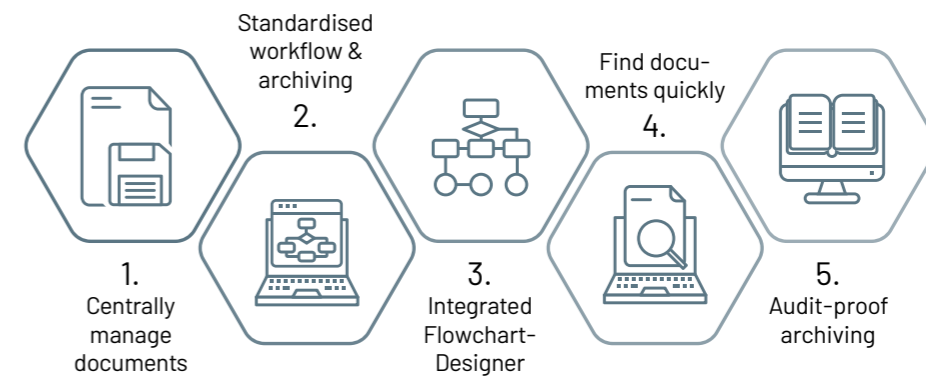 1.
Centrally
manage
documents
Standardised
workflow &
archiving
2.
3.
Integrated
Flowchart-
Designer
Find docu-
ments quickly
4.
5.
Audit-proof
archiving